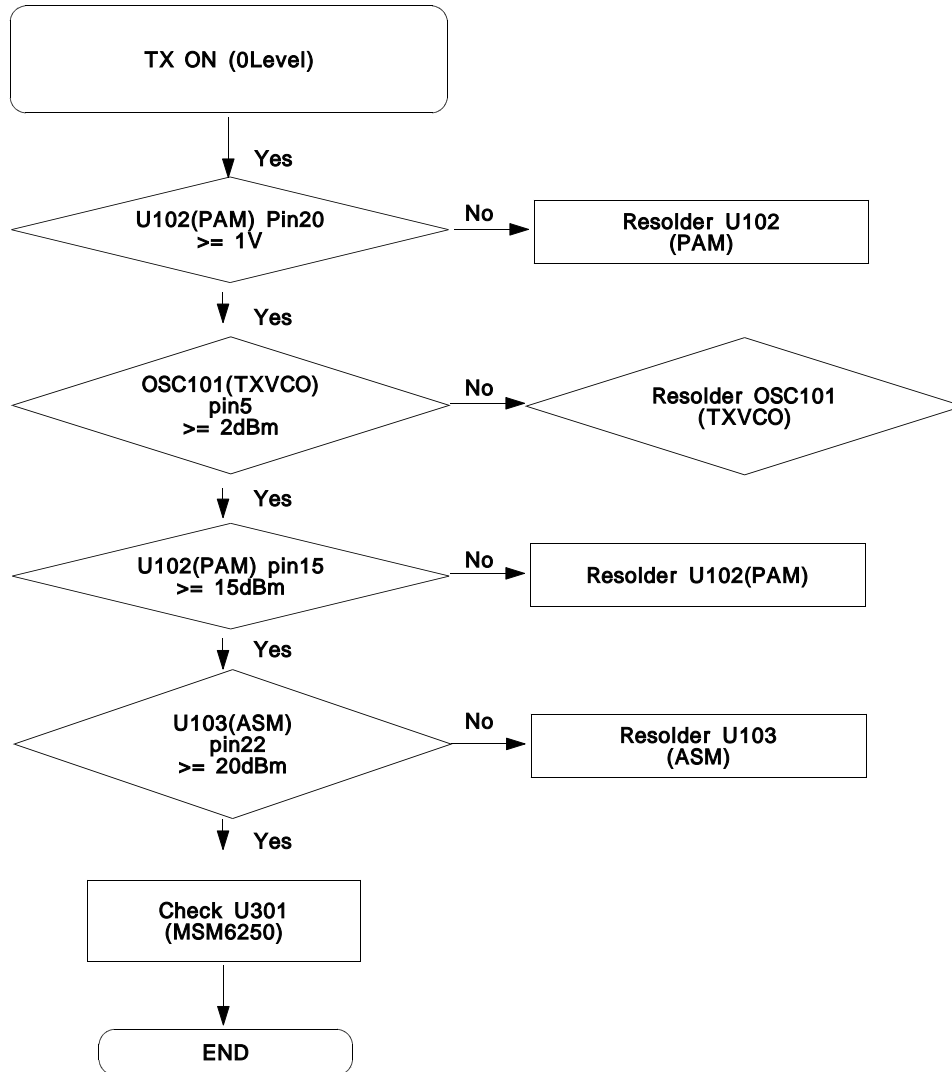 TX ON (0Level)
Yes
U102(PAM) Pin20
>= 1V
No
Resolder U102
(PAM)
Yes
OSC101(TXVCO)
pin5
>= 2dBm
No
Resolder OSC101
(TXVCO)
Yes
U102(PAM) pin15
>= 15dBm
No
Resolder U102(PAM)
Yes
U103(ASM)
pin22
>= 20dBm
No
Resolder U103
(ASM)
Yes
Check U301
(MSM6250)
END